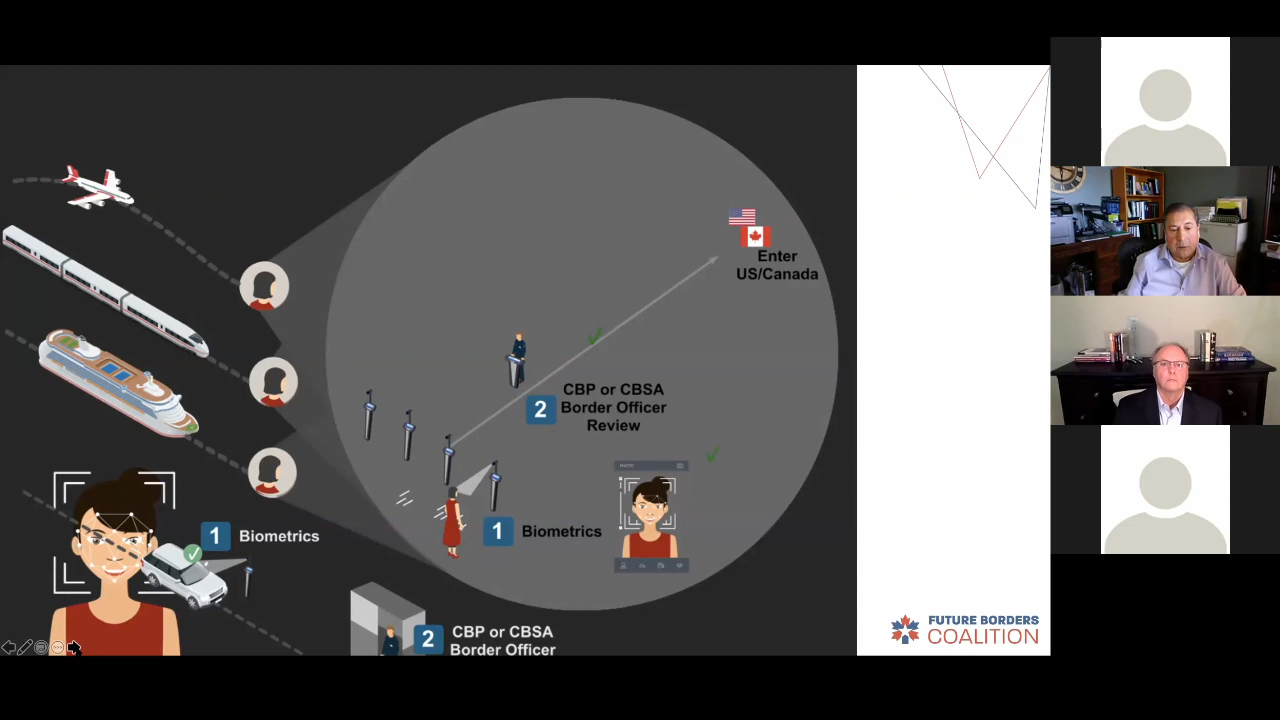 Enter
US/Canada
2
CBP or CBSA
Border Officer
Review
1
Biometrics
1
Biometrics
2
CBP or CBSA
Border Officer
FUTURE BORDERS
COALITION